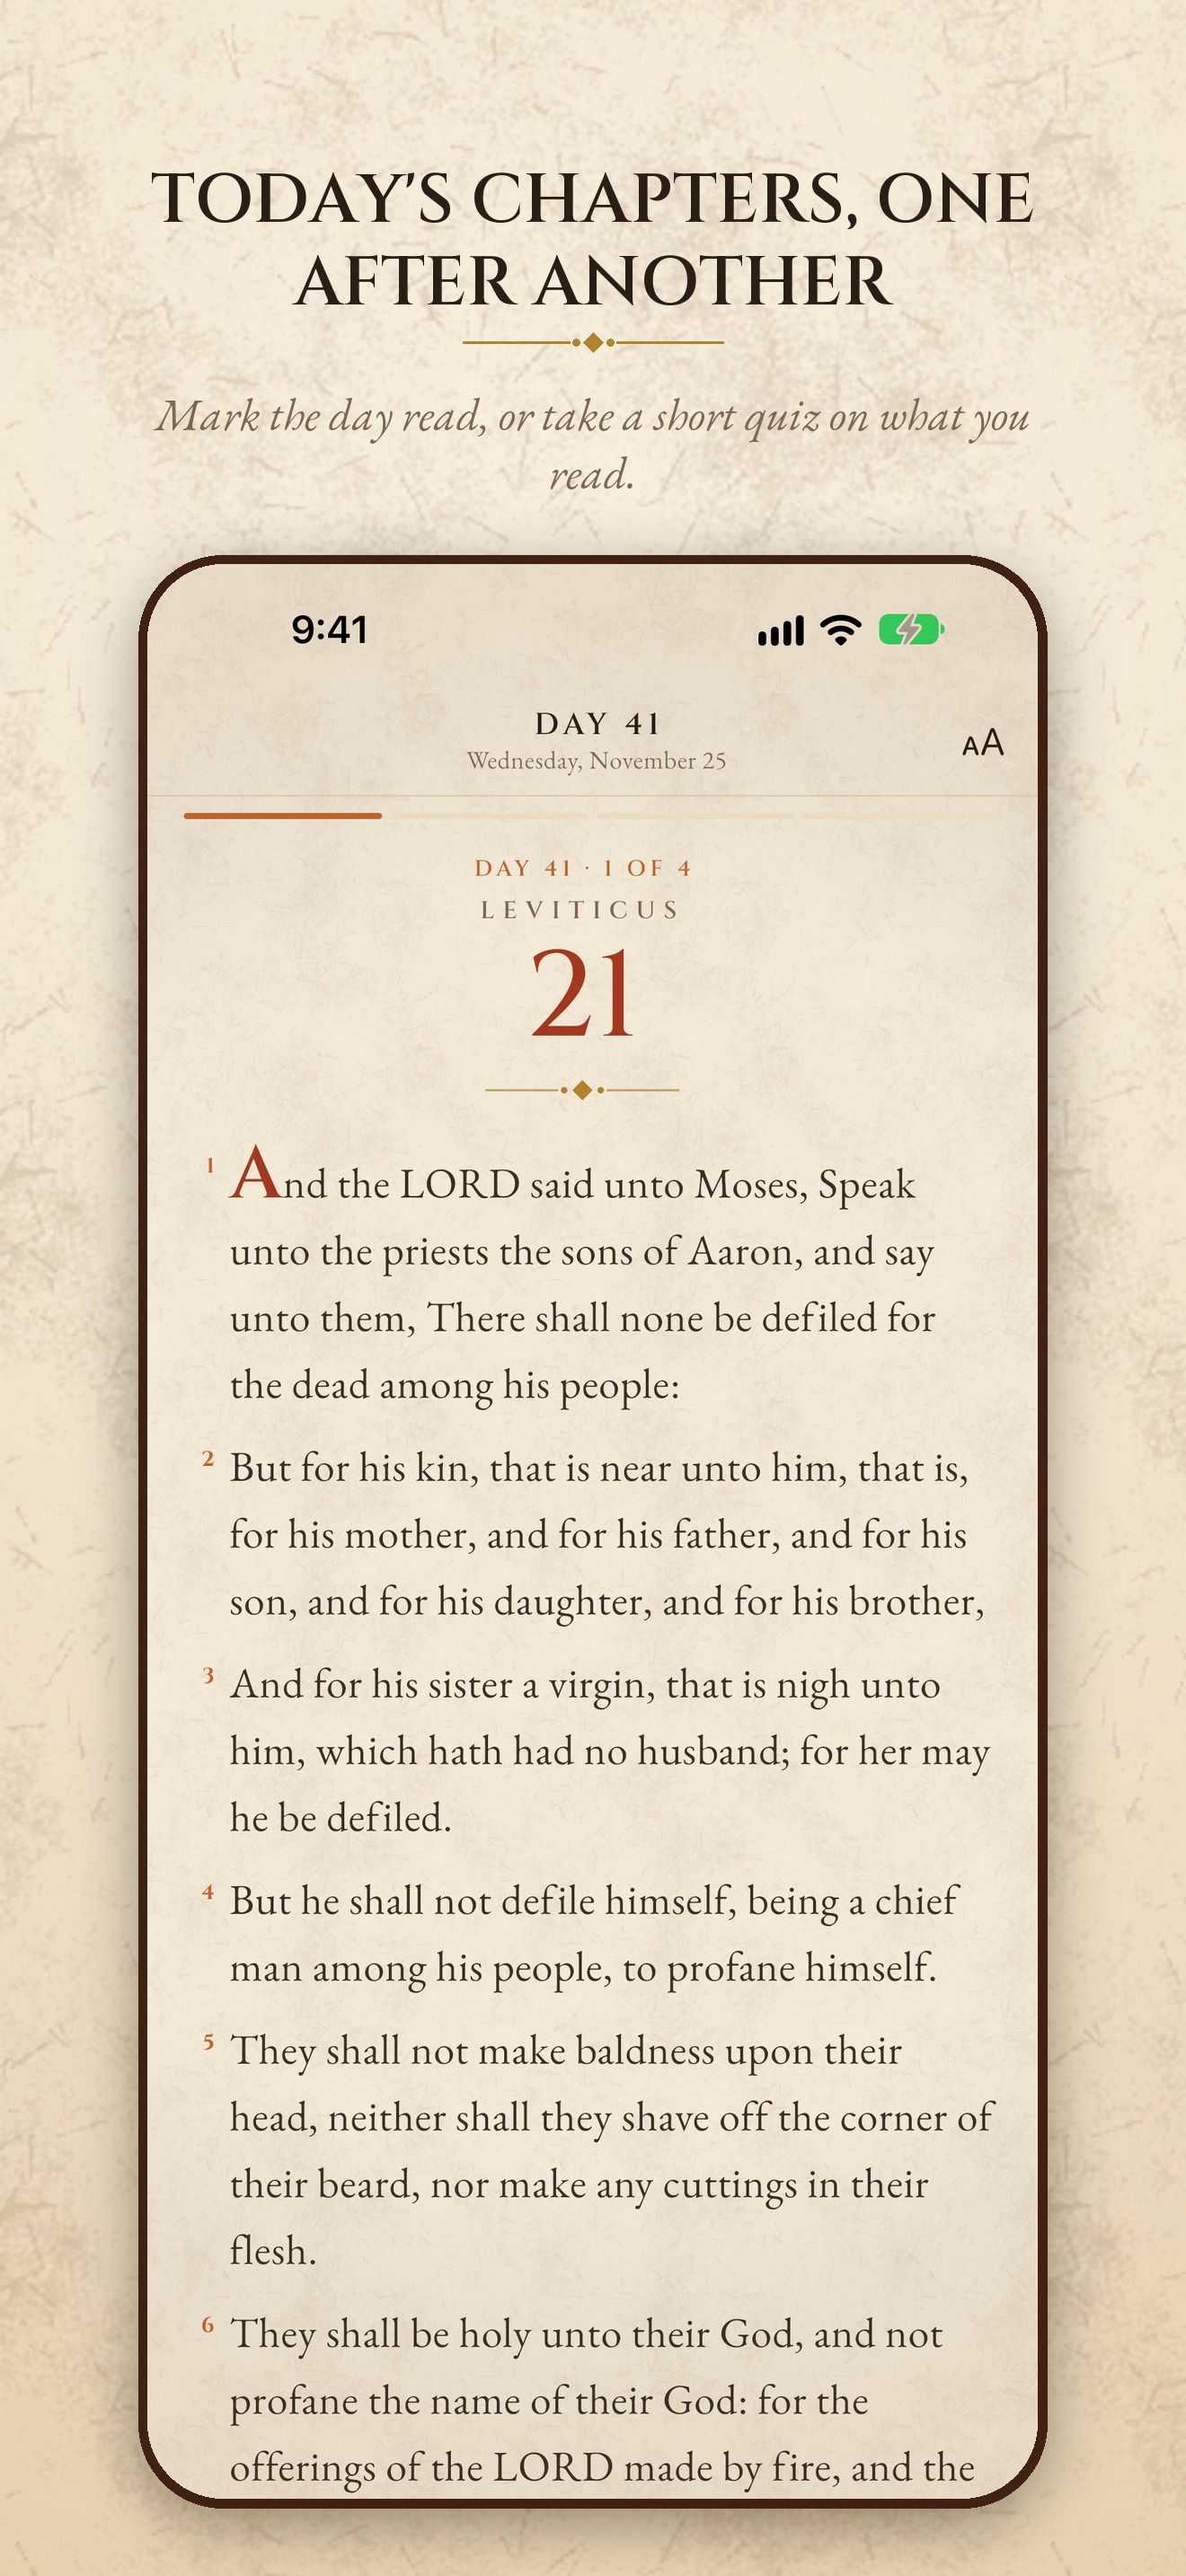 TODAY'S CHAPTERS, ONE
AFTER ANOTHER
Mark the day read, or take a short quiz on what you
read.
9:41
DAY 41
Wednesday, November 25
AA
DAY 41 · 1 OF 4
LEVITICUS
21
1 And the LORD said unto Moses, Speak
unto the priests the sons of Aaron, and say
unto them, There shall none be defiled for
the dead among his people:
2 But for his kin, that is near unto him, that is,
for his mother, and for his father, and for his
son, and for his daughter, and for his brother,
3 And for his sister a virgin, that is nigh unto
him, which hath had no husband; for her may
he be defiled.
4 But he shall not defile himself, being a chief
man among his people, to profane himself.
5 They shall not make baldness upon their
head, neither shall they shave off the corner of
their beard, nor make any cuttings in their
flesh.
6 They shall be holy unto their God, and not
profane the name of their God: for the
offerings of the LORD made by fire, and the